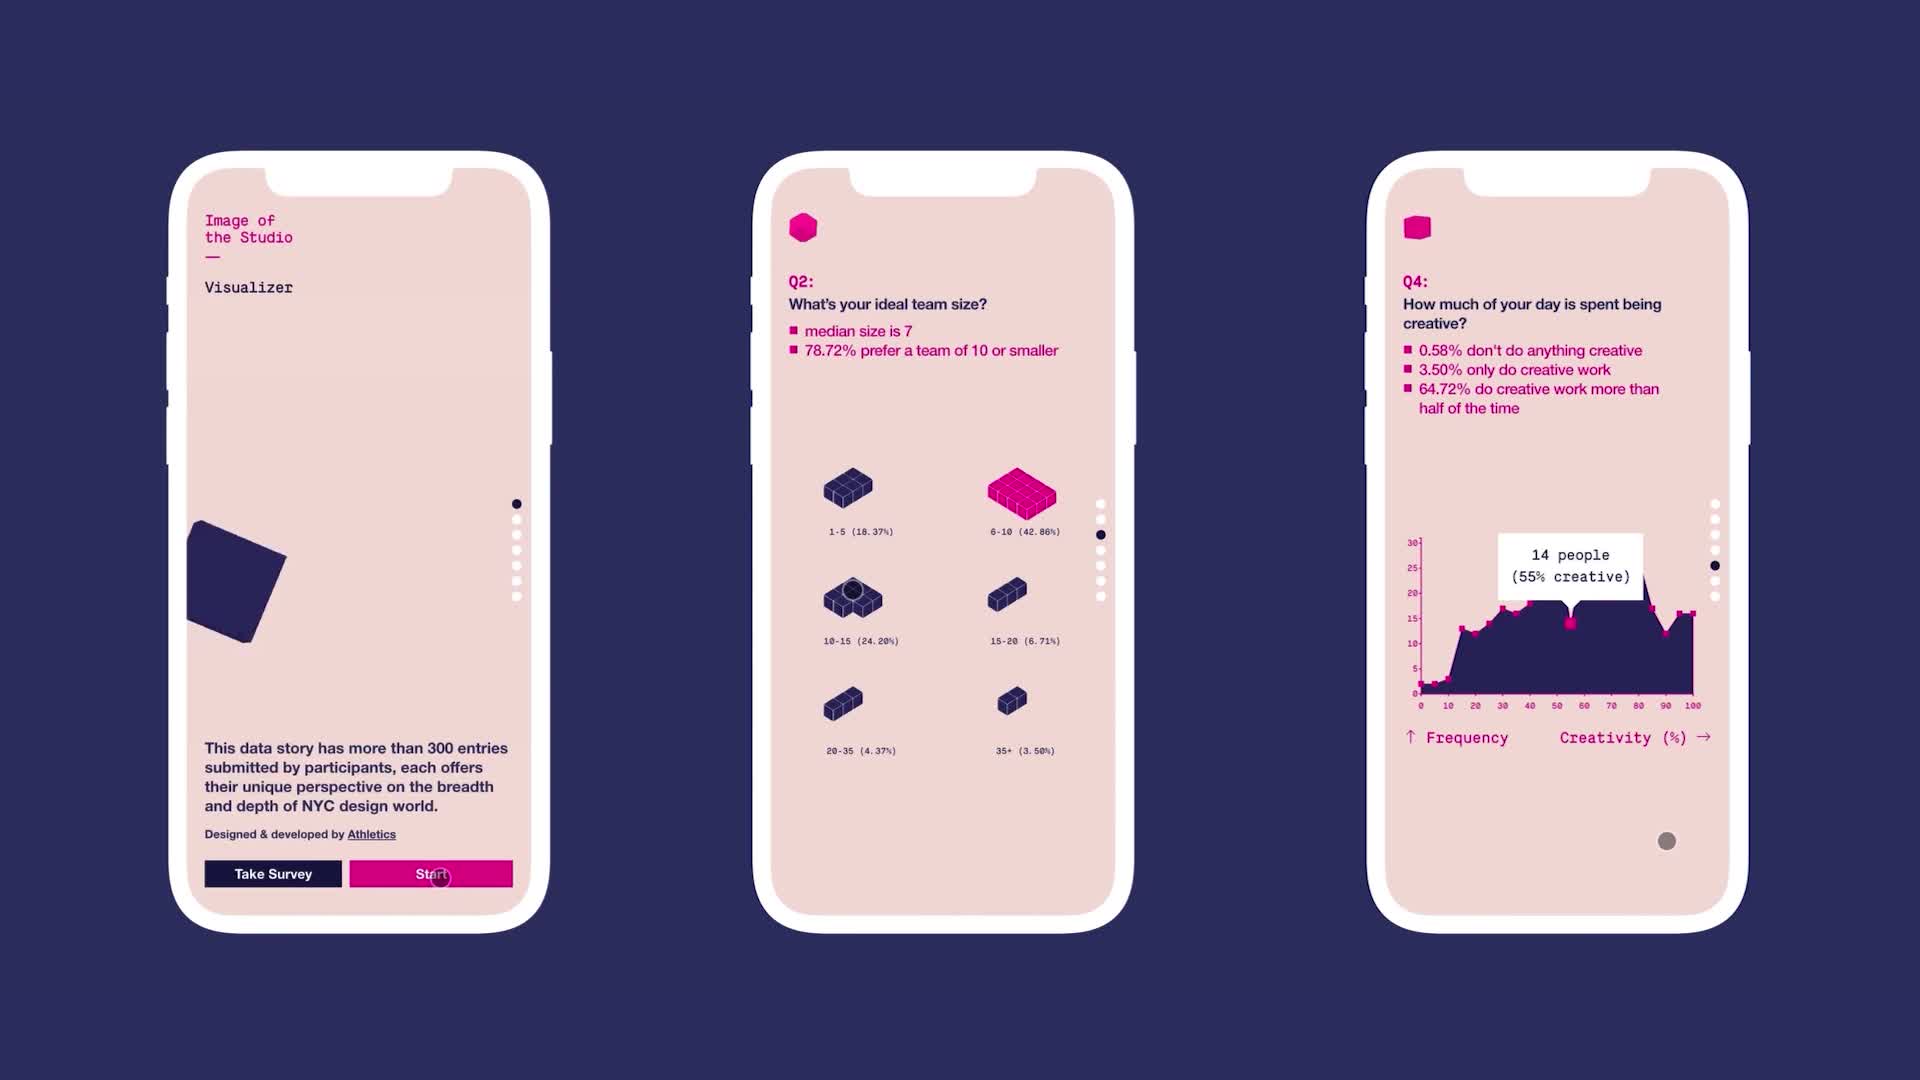 Image of
the Studio
—
Visualizer
This data story has more than 300 entries
submitted by participants, each offers
their unique perspective on the breadth
and depth of NYC design world.
Designed & developed by Athletics
Take Survey
Start
Q2:
What's your ideal team size?
median size is 7
78.72% prefer a team of 10 or smaller
1-5 (18.37%)
6-10 (42.86%)
10-15 (24.20%)
15-20 (6.71%)
20-35 (4.37%)
35+ (3.50%)
Q4:
How much of your day is spent being
creative?
0.58% don't do anything creative
3.50% only do creative work
64.72% do creative work more than
half of the time
14 people
(55% creative)
30
25
20
15
10
5
0
0 10 20 30 40 50 60 70 80 90 100
↑ Frequency
Creativity (%) →